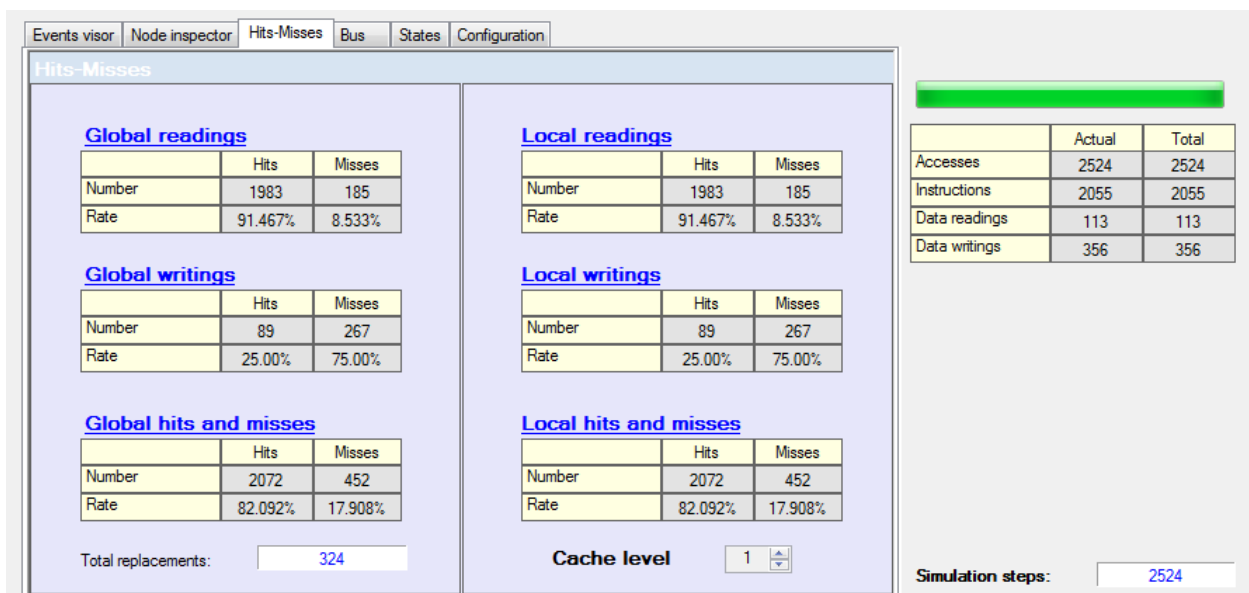 Events visor Node inspector Hits-Misses Bus States Configuration
Hits-Misses
Global readings
Hits Misses
Number 1983 185
Rate 91.467% 8.533%
Global writings
Hits Misses
Number 89 267
Rate 25.00% 75.00%
Global hits and misses
Hits Misses
Number 2072 452
Rate 82.092% 17.908%
Total replacements: 324
Local readings
Hits Misses
Number 1983 185
Rate 91.467% 8.533%
Local writings
Hits Misses
Number 89 267
Rate 25.00% 75.00%
Local hits and misses
Hits Misses
Number 2072 452
Rate 82.092% 17.908%
Cache level 1
Actual Total
Accesses 2524 2524
Instructions 2055 2055
Data readings 113 113
Data writings 356 356
Simulation steps: 2524